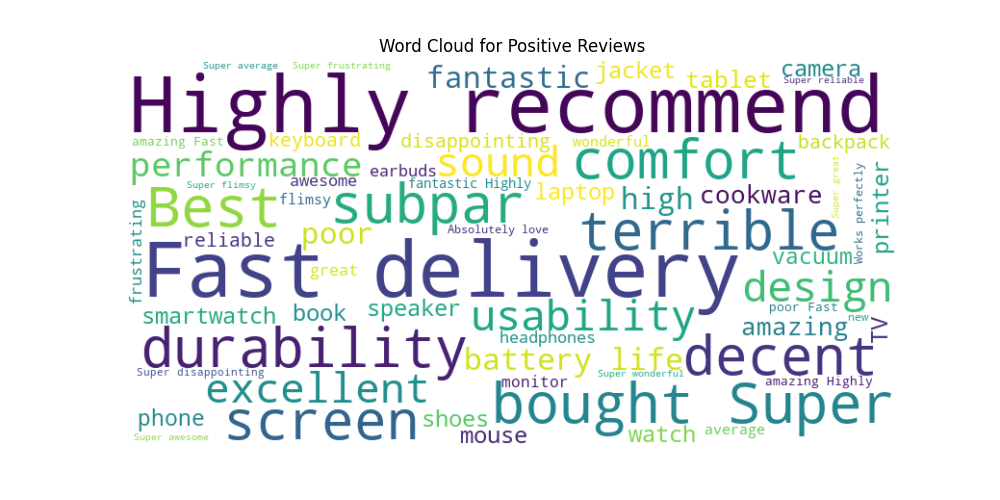 Word Cloud for Positive Reviews
Super average
Super frustrating
fantastic
jacket
tablet
camera
Super reliable
Highly recommend
amazing Fast
keyboard
disappointing
wonderful
backpack
performance
earbuds
sound
comfort
Super flimsy
awesome
fantastic Highly
laptop
high
cookware
Super great
Works perfectly
printer
Best
flimsy
subpar
terrible
frustrating
reliable
poor
Absolutely love
Fast delivery
great
vacuum
design
smartwatch
book
speaker
usability
poor Fast
new
amazing
TV
durability
headphones
battery life
decent
Super disappointing
excellent
monitor
Super wonderful
amazing Highly
phone
screen
shoes
bought Super
Super awesome
mouse
watch
average